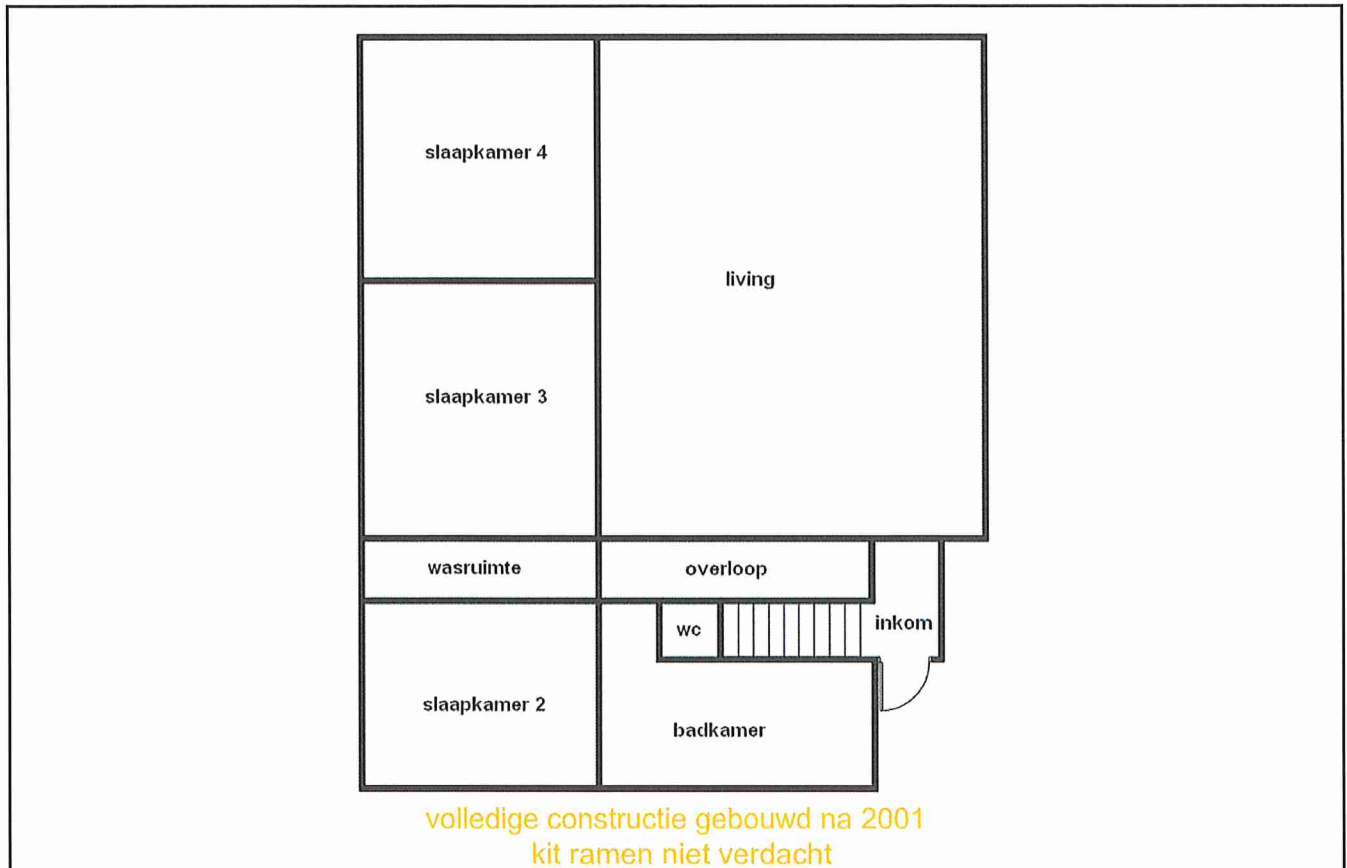 slaapkamer 4
living
slaapkamer 3
wasruimte
overloop
wc
inkom
slaapkamer 2
badkamer
volledige constructie gebouwd na 2001
kit ramen niet verdacht